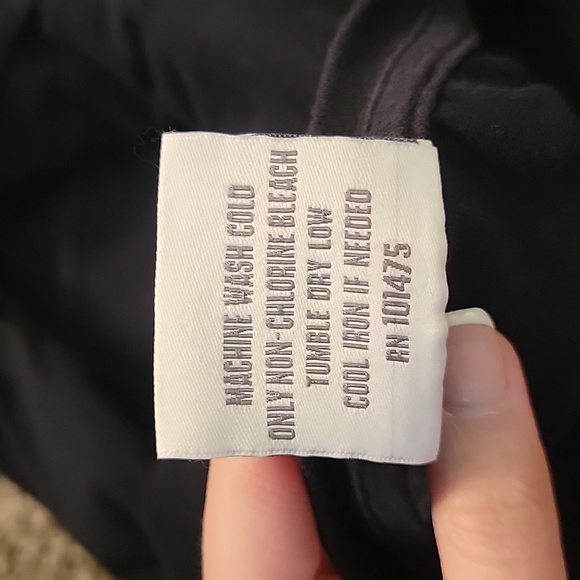 MACHINE WASH COLD
ONLY NON-CHLORINE BLEACH
TUMBLE DRY LOW
COOL IRON IF NEEDED
RN 101475